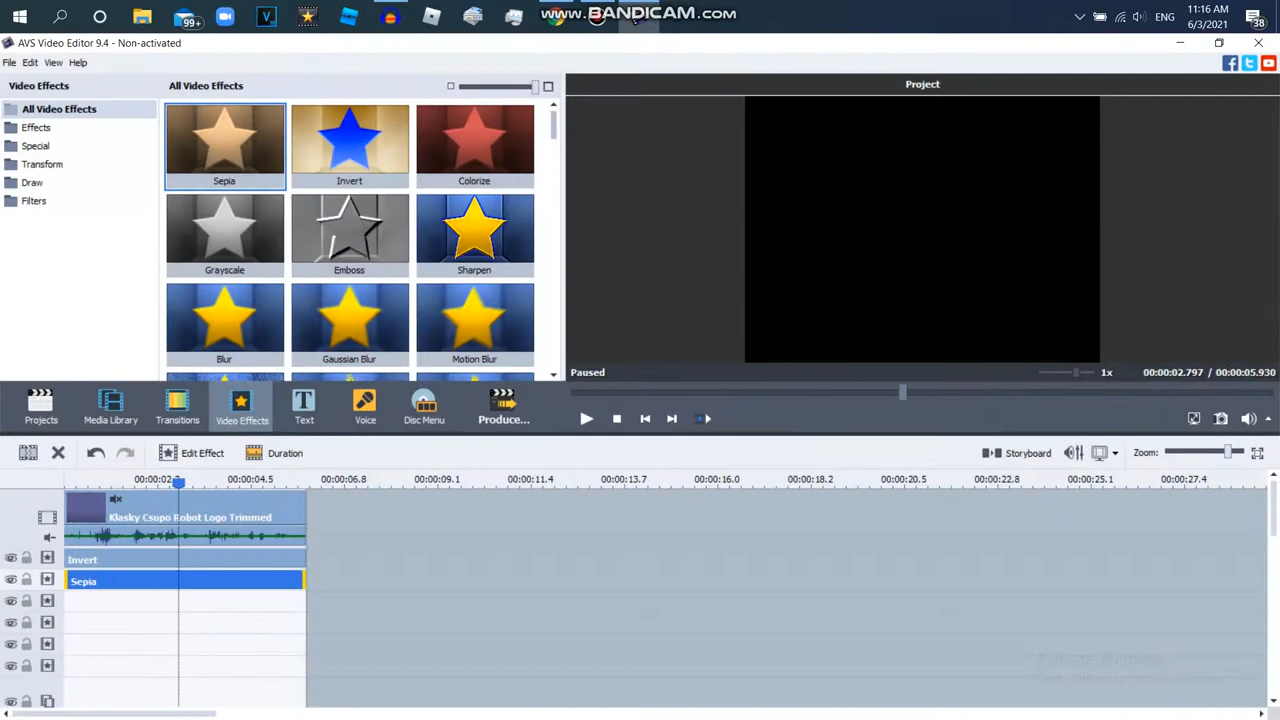 www.BANDICAM.com
99+
ENG
11:16 AM
6/3/2021
38
AVS Video Editor 9.4 - Non-activated
File Edit View Help
Video Effects
All Video Effects
Project
All Video Effects
Effects
Special
Transform
Draw
Filters
Sepia
Invert
Colorize
Grayscale
Emboss
Sharpen
Blur
Gaussian Blur
Motion Blur
Paused
1x
00:00:02.797 / 00:00:05.930
Projects
Media Library
Transitions
Video Effects
Text
Voice
Disc Menu
Produce...
Edit Effect
Duration
Storyboard
Zoom:
00:00:04.5
00:00:06.8
00:00:09.1
00:00:11.4
00:00:13.7
00:00:16.0
00:00:18.2
00:00:20.5
00:00:22.8
00:00:25.1
00:00:27.4
Klasky Csupo Robot Logo Trimmed
Invert
Sepia